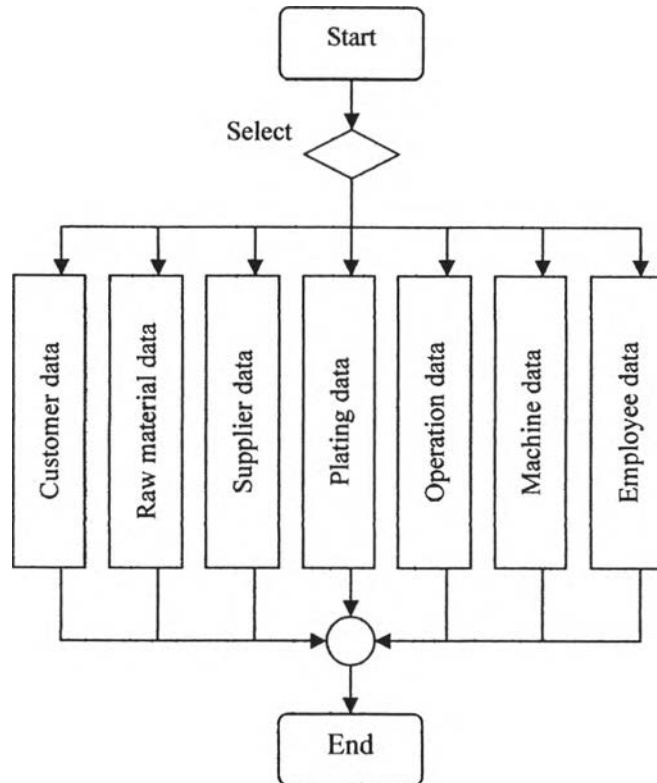 Start
Select
Customer data
Raw material data
Supplier data
Plating data
Operation data
Machine data
Employee data
End